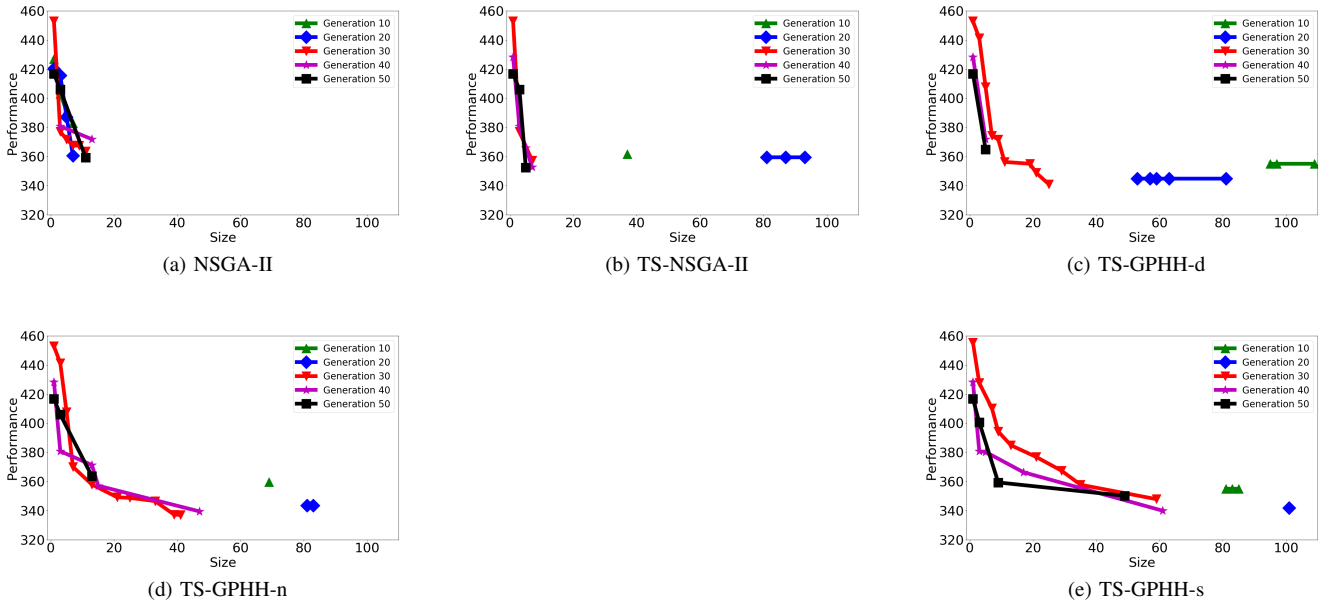 460
440
420
400
380
360
340
320
Performance
0
20
40
60
80
100
Size
Generation 10
Generation 20
Generation 30
Generation 40
Generation 50
(a) NSGA-II
460
440
420
400
380
360
340
320
Performance
0
20
40
60
80
100
Size
Generation 10
Generation 20
Generation 30
Generation 40
Generation 50
(b) TS-NSGA-II
460
440
420
400
380
360
340
320
Performance
0
20
40
60
80
100
Size
Generation 10
Generation 20
Generation 30
Generation 40
Generation 50
(c) TS-GPHH-d
460
440
420
400
380
360
340
320
Performance
0
20
40
60
80
100
Size
Generation 10
Generation 20
Generation 30
Generation 40
Generation 50
(d) TS-GPHH-n
460
440
420
400
380
360
340
320
Performance
0
20
40
60
80
100
Size
Generation 10
Generation 20
Generation 30
Generation 40
Generation 50
(e) TS-GPHH-s